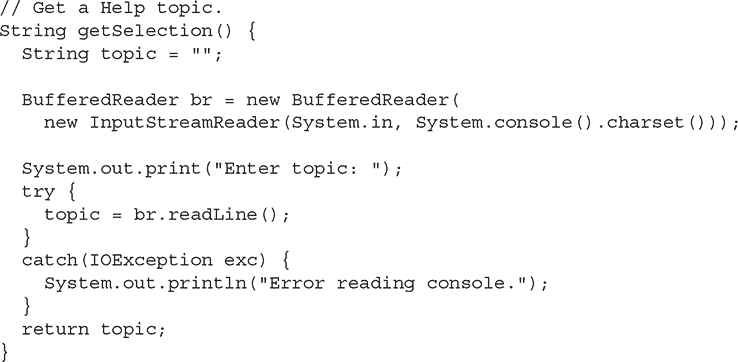 // Get a Help topic.
String getSelection() {
  String topic = "";

  BufferedReader br = new BufferedReader(
    new InputStreamReader(System.in, System.console().charset()));

  System.out.print("Enter topic: ");
  try {
    topic = br.readLine();
  }
  catch(IOException exc) {
    System.out.println("Error reading console.");
  }
  return topic;
}